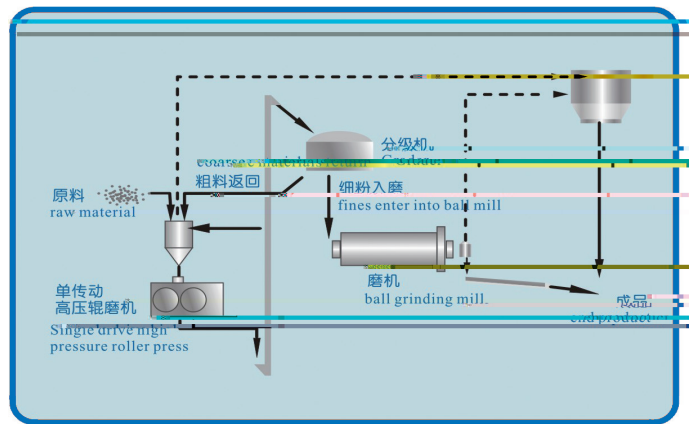 分级机
粗料返回
细粉入磨
fines enter into ball mill
原料
raw material
磨机
ball grinding mill
单传动
高压辊磨机
Single drive high
pressure roller press
成品
end product